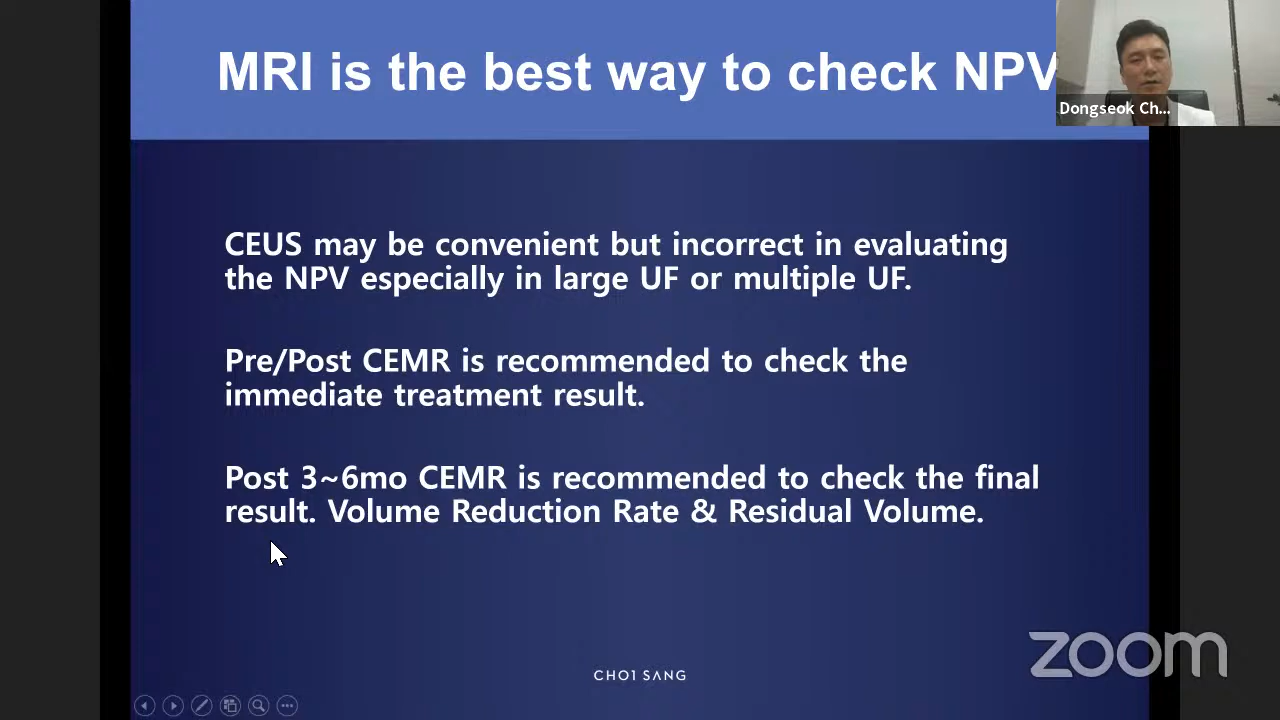 MRI is the best way to check NPV
Dongseok Ch...
CEUS may be convenient but incorrect in evaluating
the NPV especially in large UF or multiple UF.
Pre/Post CEMR is recommended to check the
immediate treatment result.
Post 3~6mo CEMR is recommended to check the final
result. Volume Reduction Rate & Residual Volume.
CHOI SANG
zoom